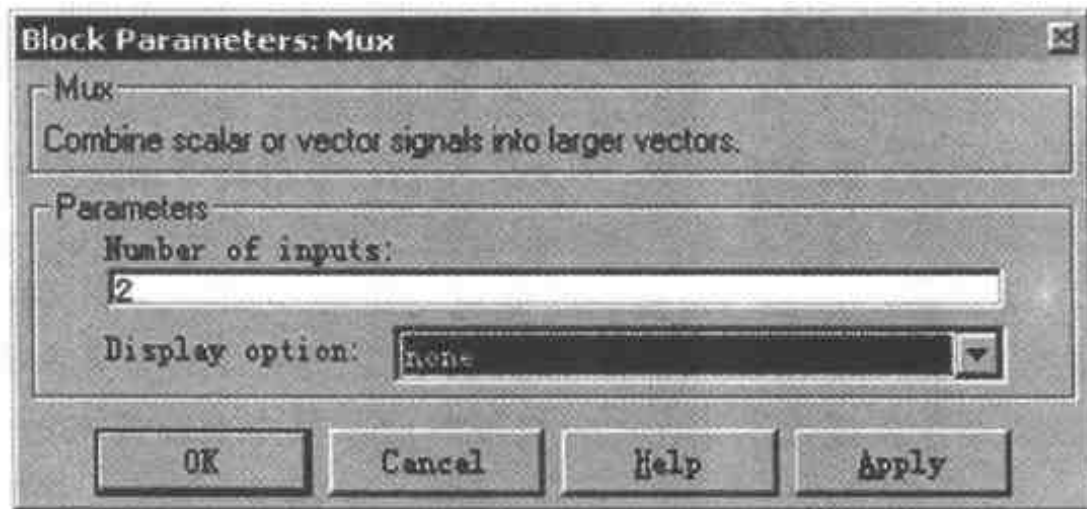 Block Parameters: Mux
Mux
Combine scalar or vector signals into larger vectors.
Parameters
Number of inputs:
2
Display option:
none
OK
Cancel
Help
Apply